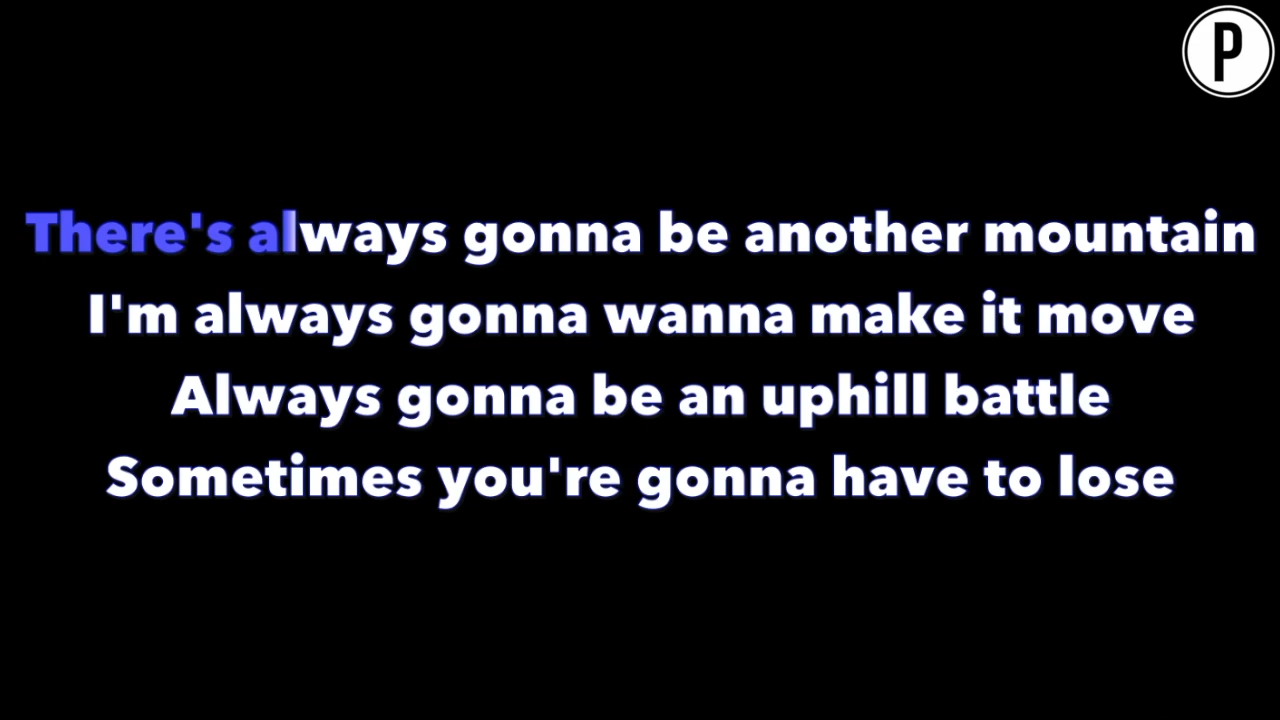 P
There's always gonna be another mountain
I'm always gonna wanna make it move
Always gonna be an uphill battle
Sometimes you're gonna have to lose